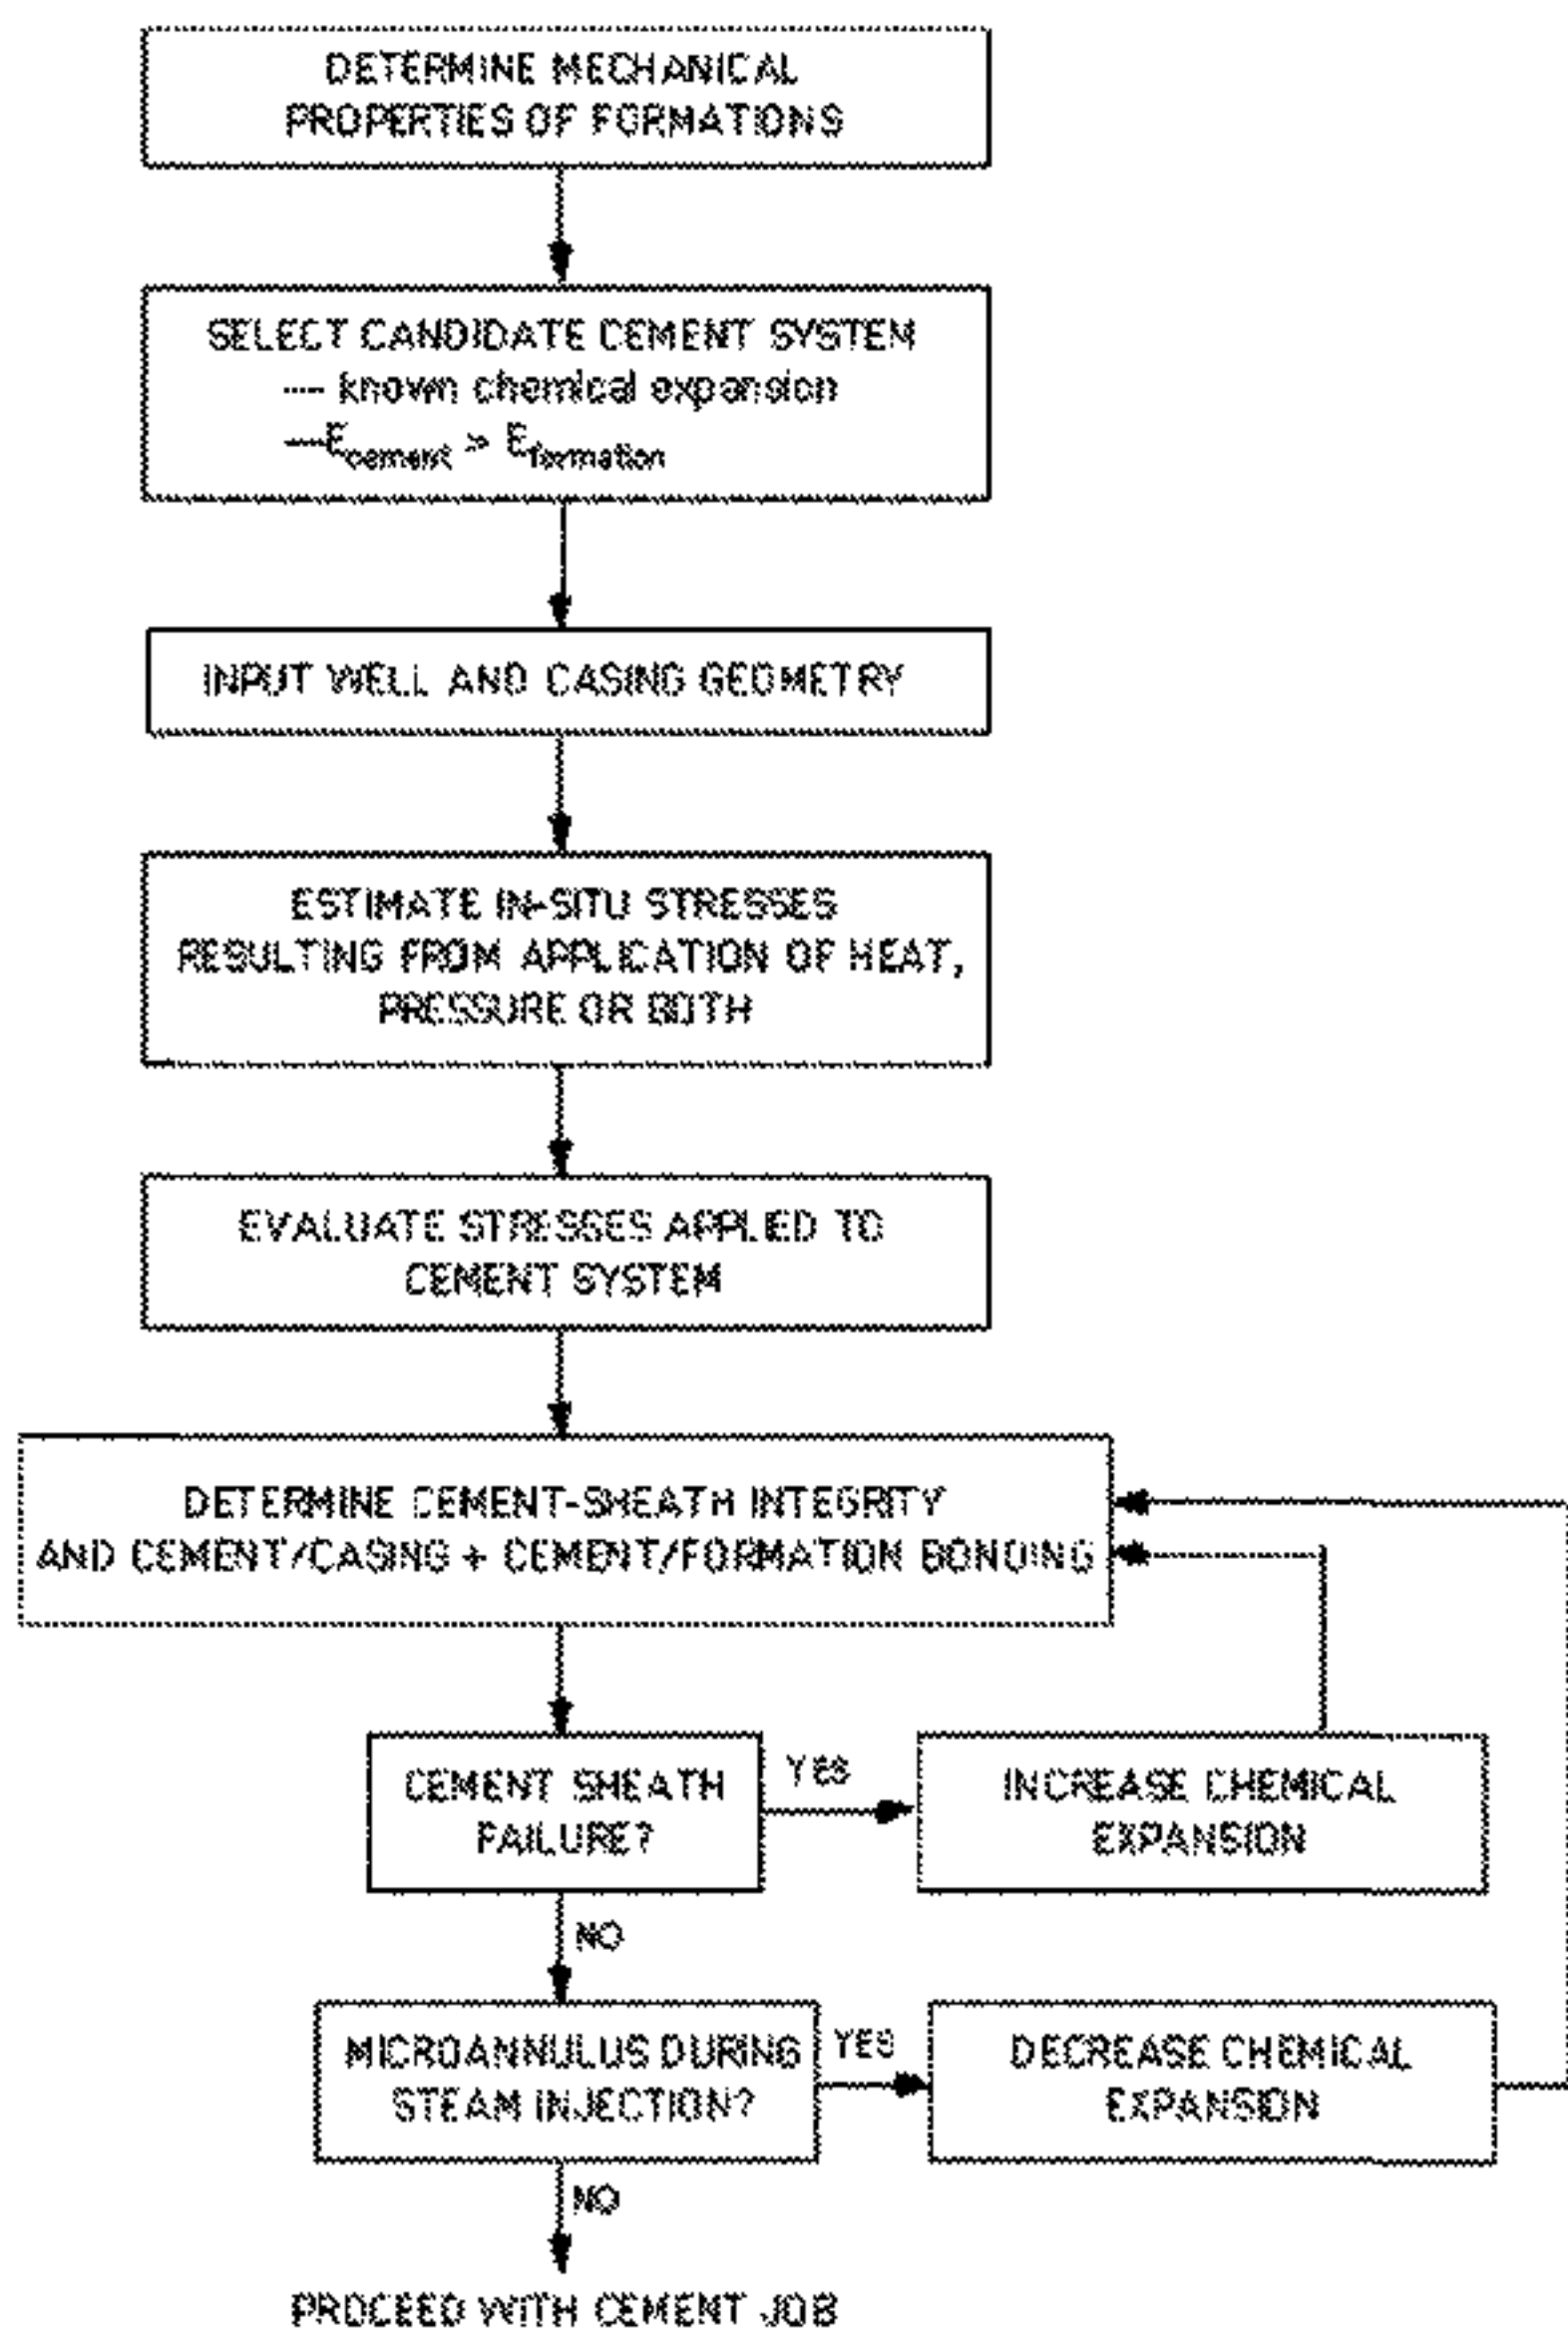 DETERMINE MECHANICAL
PROPERTIES OF FORMATIONS
SELECT CANDIDATE CEMENT SYSTEM
--- known chemical expansion
—E_cement > E_formation
INPUT WELL AND CASING GEOMETRY
ESTIMATE IN-SITU STRESSES
RESULTING FROM APPLICATION OF HEAT,
PRESSURE OR BOTH
EVALUATE STRESSES APPLIED TO
CEMENT SYSTEM
DETERMINE CEMENT-SHEATH INTEGRITY
AND CEMENT/CASING + CEMENT/FORMATION BONDING
CEMENT SHEATH
FAILURE?
YES
INCREASE CHEMICAL
EXPANSION
NO
MICROANNULUS DURING
STEAM INJECTION?
YES
DECREASE CHEMICAL
EXPANSION
NO
PROCEED WITH CEMENT JOB